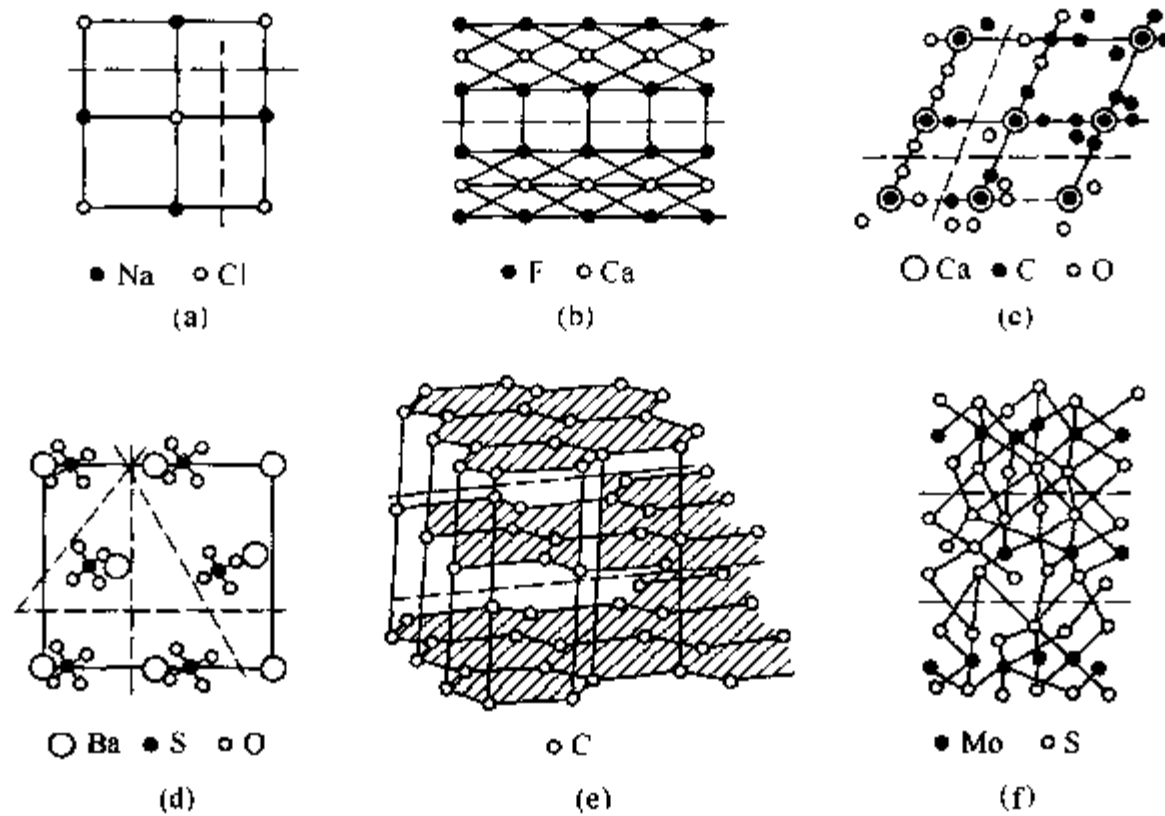 ● Na ○ Cl
(a)
● F ○ Ca
(b)
○ Ca ● C ○ O
(c)
○ Ba ● S ○ O
(d)
○ C
(e)
● Mo ○ S
(f)